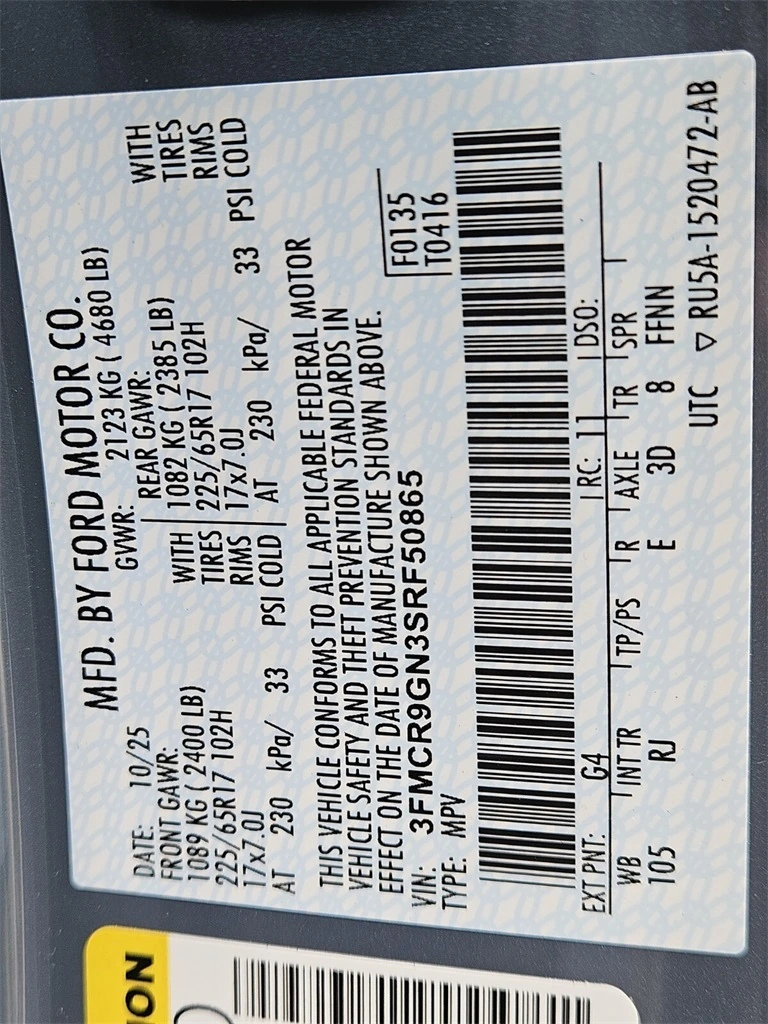 MFD. BY FORD MOTOR CO.
DATE: 10/25 GVWR: 2123 KG ( 4680 LB)
FRONT GAWR: REAR GAWR:
1089 KG ( 2400 LB) WITH 1082 KG ( 2385 LB) WITH
225/65R17 102H TIRES 225/65R17 102H TIRES
17x7.0J RIMS 17x7.0J RIMS
AT 230 kPa/ 33 PSI COLD AT 230 kPa/ 33 PSI COLD
THIS VEHICLE CONFORMS TO ALL APPLICABLE FEDERAL MOTOR
VEHICLE SAFETY AND THEFT PREVENTION STANDARDS IN
EFFECT ON THE DATE OF MANUFACTURE SHOWN ABOVE.
VIN: 3FMCR9GN3SRF50865 F0135
TYPE: MPV T0416
EXT PNT: G4 RC: 11 DSO:
WB INT TR TP/PS R AXLE TR SPR
105 RJ E 3D 8 FFNN
UTC ▽ RU5A-1520472-AB